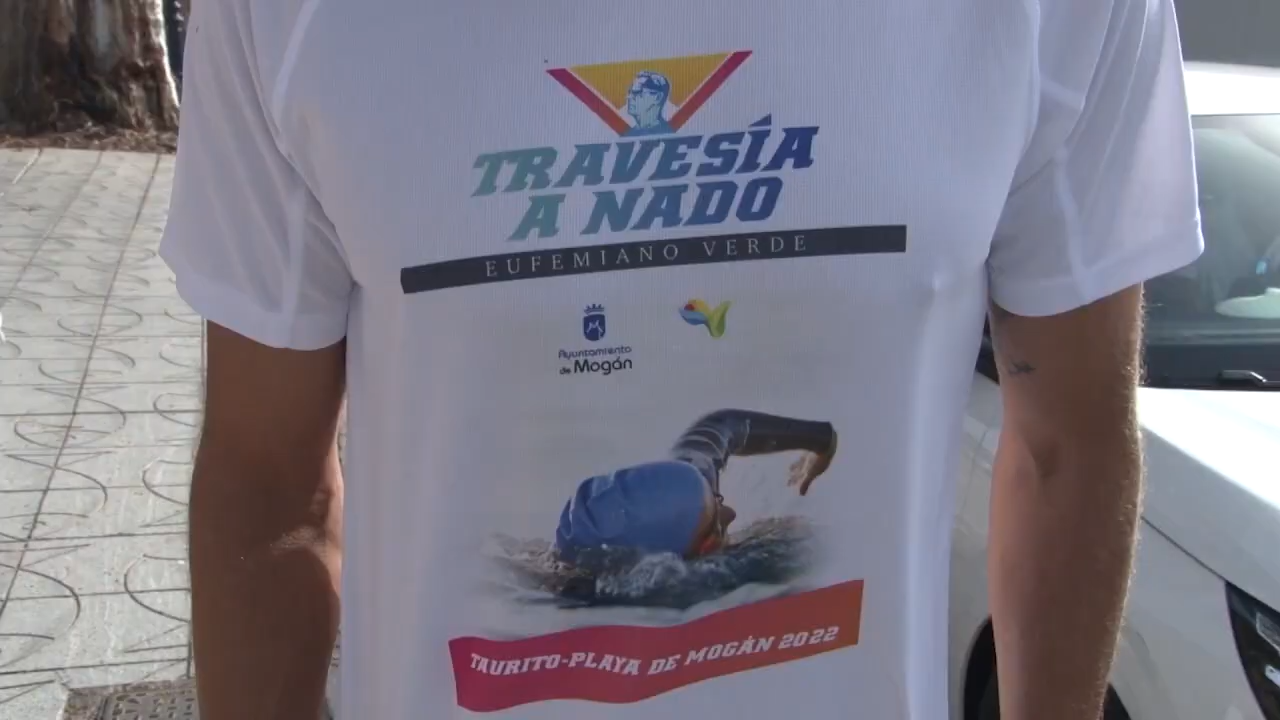 TRAVESÍA
A NADO
EUFEMIANO VERDE
Ayuntamiento
de Mogán
TAURITO-PLAYA DE MOGÁN 2022